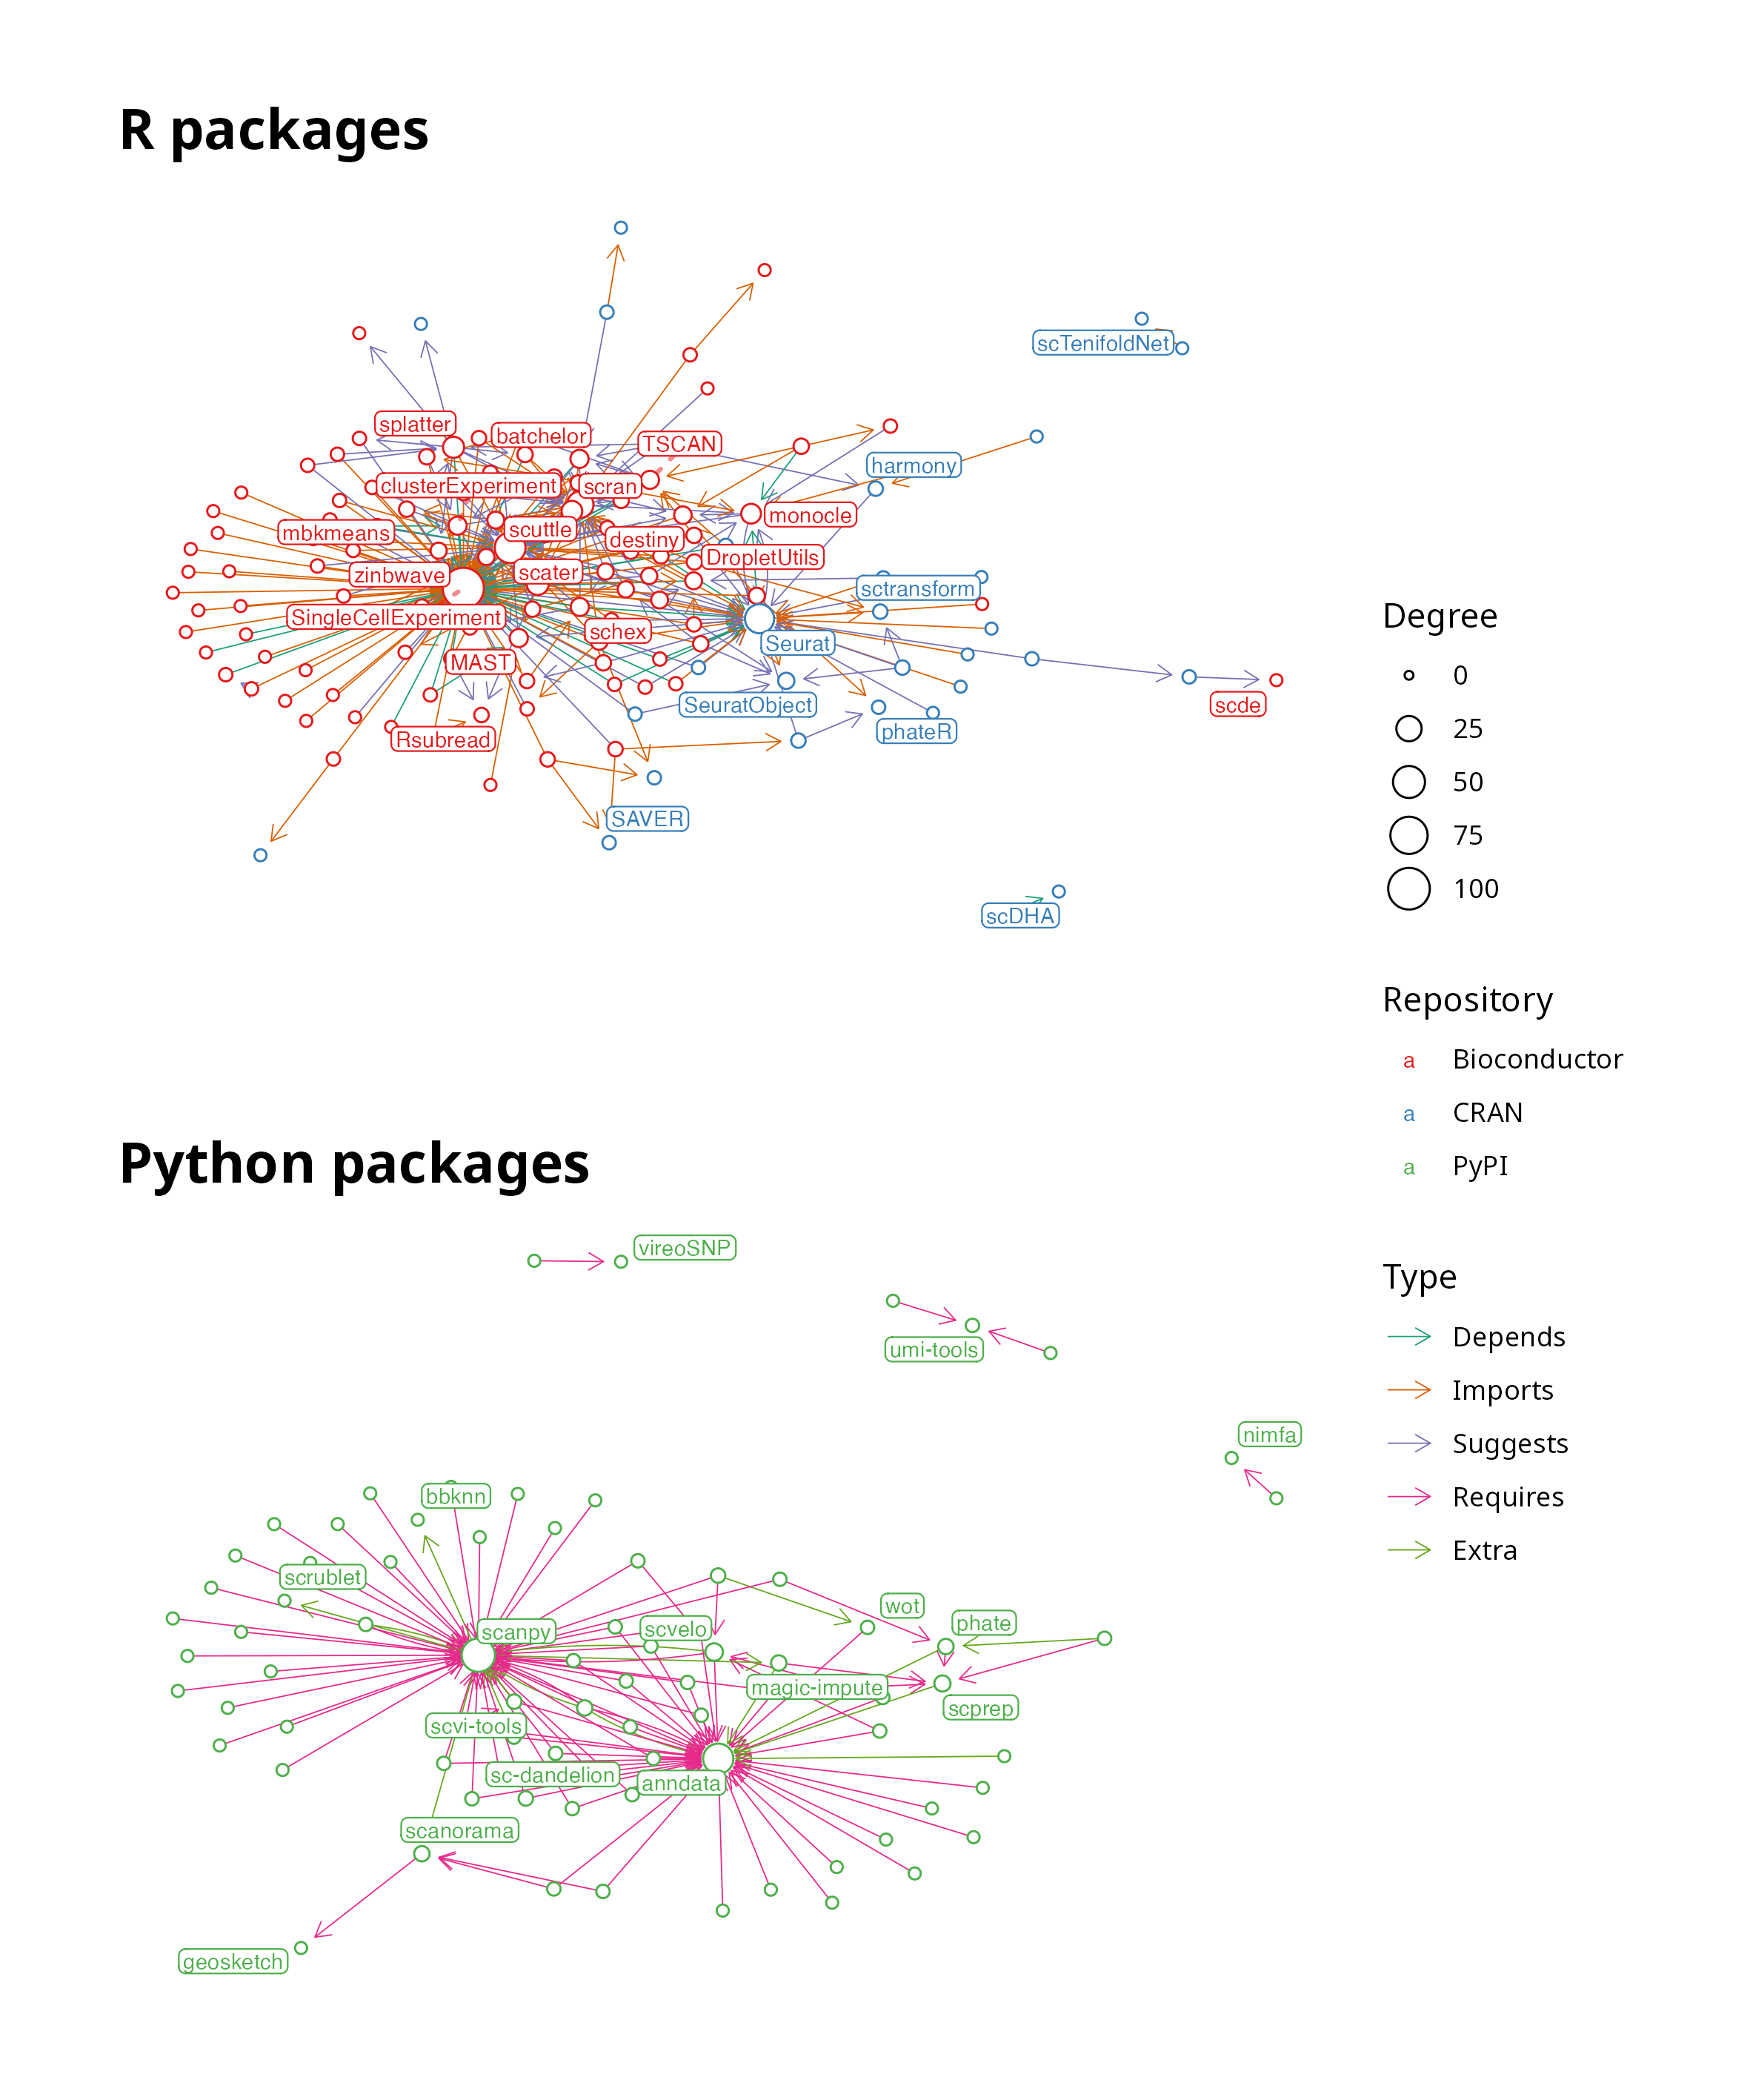 R packages
scTenifoldNet
splatter
batchelor
TSCAN
harmony
clusterExperiment
scran
monocle
mbkmeans
scuttle
destiny
DropletUtils
zinbwave
scater
sctransform
SingleCellExperiment
schex
Seurat
MAST
SeuratObject
scde
phateR
Rsubread
SAVER
scDHA
Degree
0
25
50
75
100
Repository
a Bioconductor
a CRAN
a PyPI
Python packages
vireoSNP
umi-tools
nimfa
bbknn
scrublet
wot
phate
scanpy
scvelo
magic-impute
scprep
scvi-tools
sc-dandelion
anndata
scanorama
geosketch
Type
Depends
Imports
Suggests
Requires
Extra